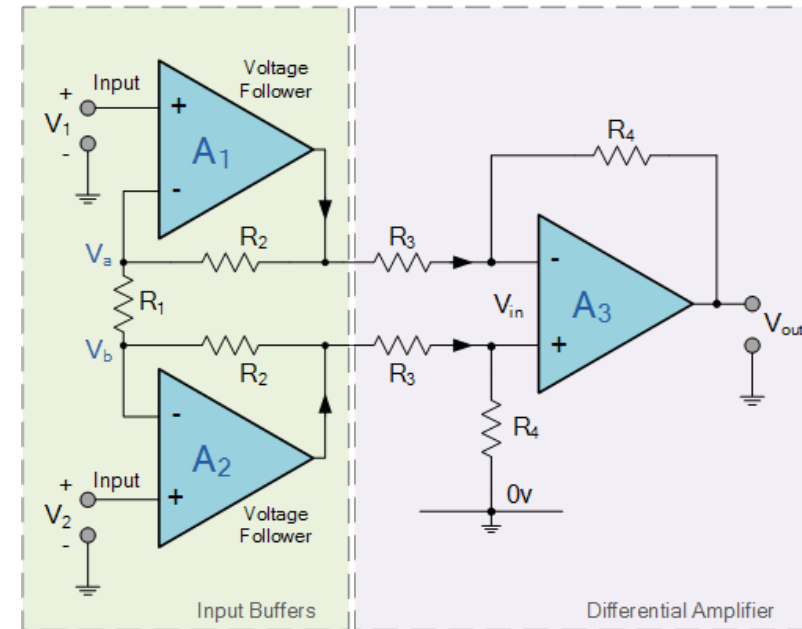 Input
Voltage
Follower
+
V1
-
+
A1
-
Va
R2
R1
Vb
R2
-
A2
+
Input
+
V2
-
Voltage
Follower
Input Buffers
R4
R3
-
Vin
A3
+
Vout
R3
R4
0v
Differential Amplifier